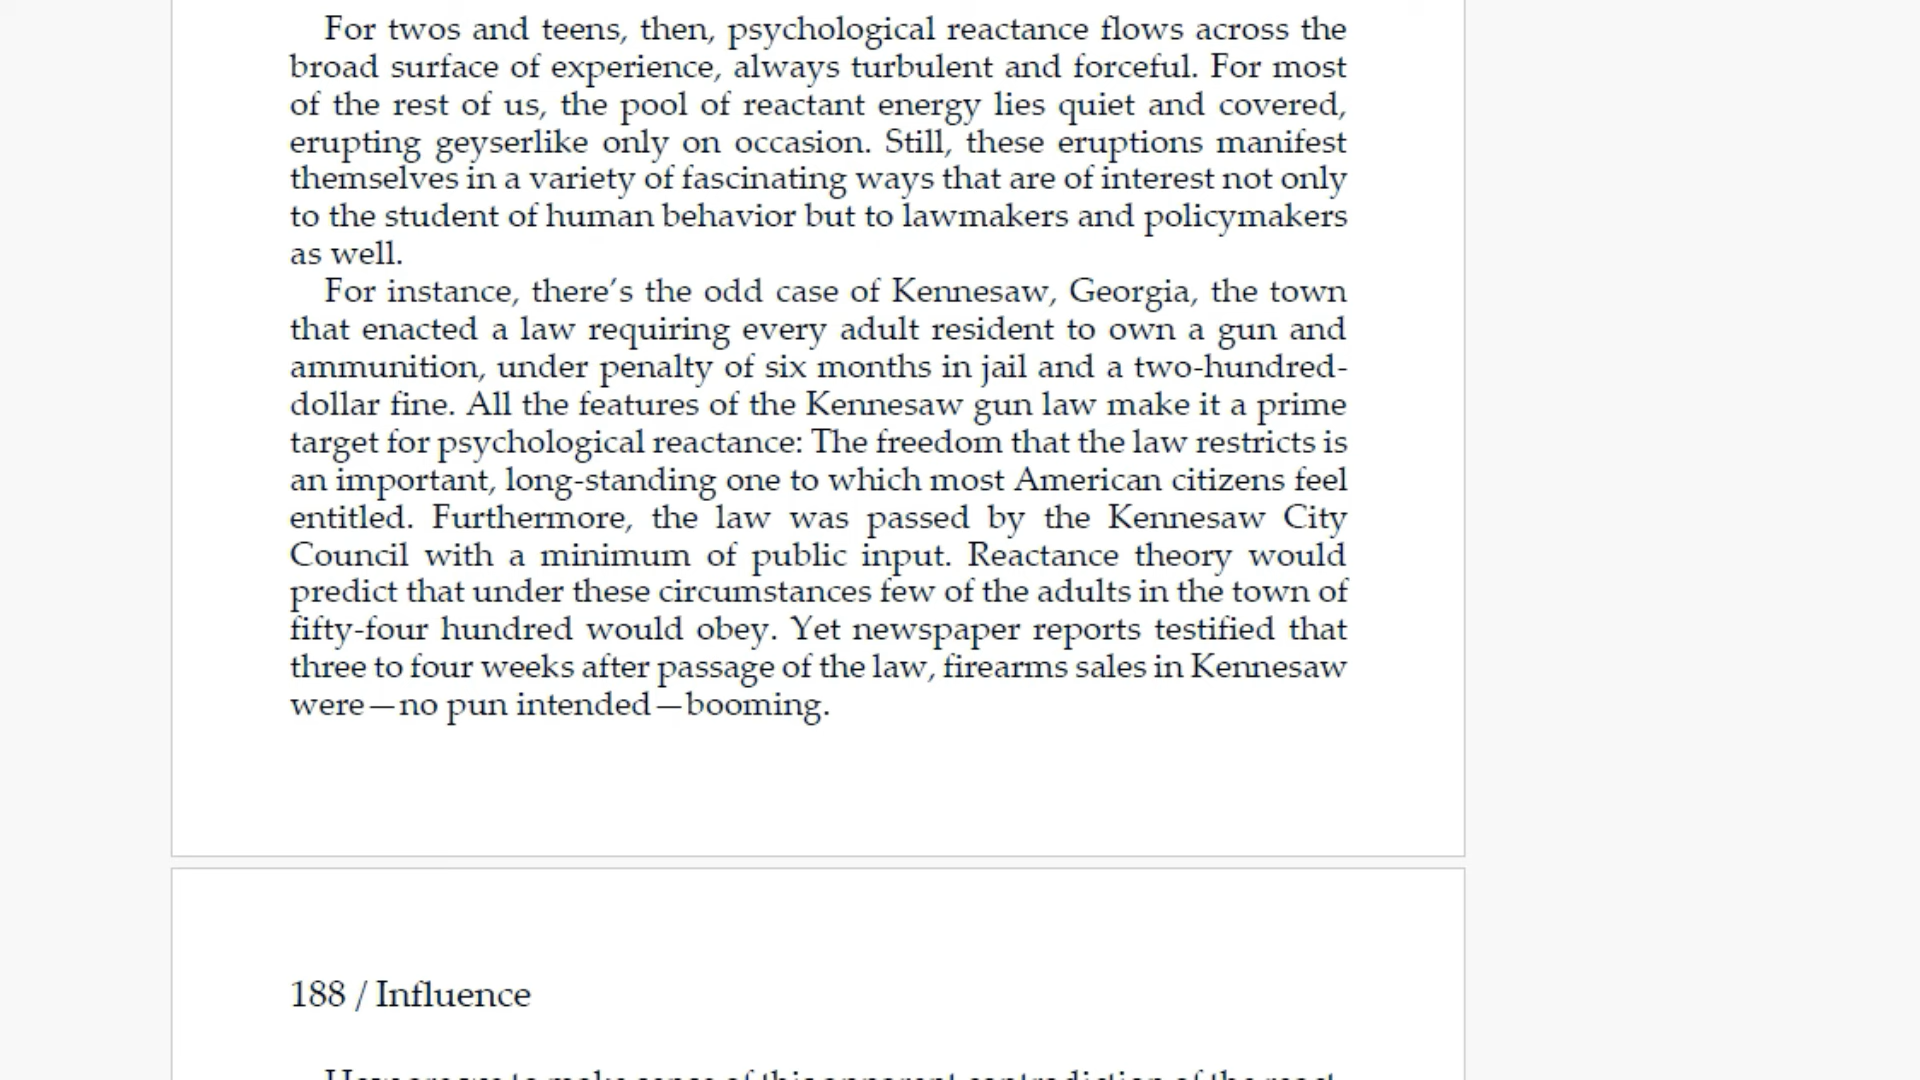 For twos and teens, then, psychological reactance flows across the
broad surface of experience, always turbulent and forceful. For most
of the rest of us, the pool of reactant energy lies quiet and covered,
erupting geyserlike only on occasion. Still, these eruptions manifest
themselves in a variety of fascinating ways that are of interest not only
to the student of human behavior but to lawmakers and policymakers
as well.
For instance, there’s the odd case of Kennesaw, Georgia, the town
that enacted a law requiring every adult resident to own a gun and
ammunition, under penalty of six months in jail and a two-hundred-
dollar fine. All the features of the Kennesaw gun law make it a prime
target for psychological reactance: The freedom that the law restricts is
an important, long-standing one to which most American citizens feel
entitled. Furthermore, the law was passed by the Kennesaw City
Council with a minimum of public input. Reactance theory would
predict that under these circumstances few of the adults in the town of
fifty-four hundred would obey. Yet newspaper reports testified that
three to four weeks after passage of the law, firearms sales in Kennesaw
were—no pun intended—booming.
188 / Influence
to make sense of this apparent contradiction of the